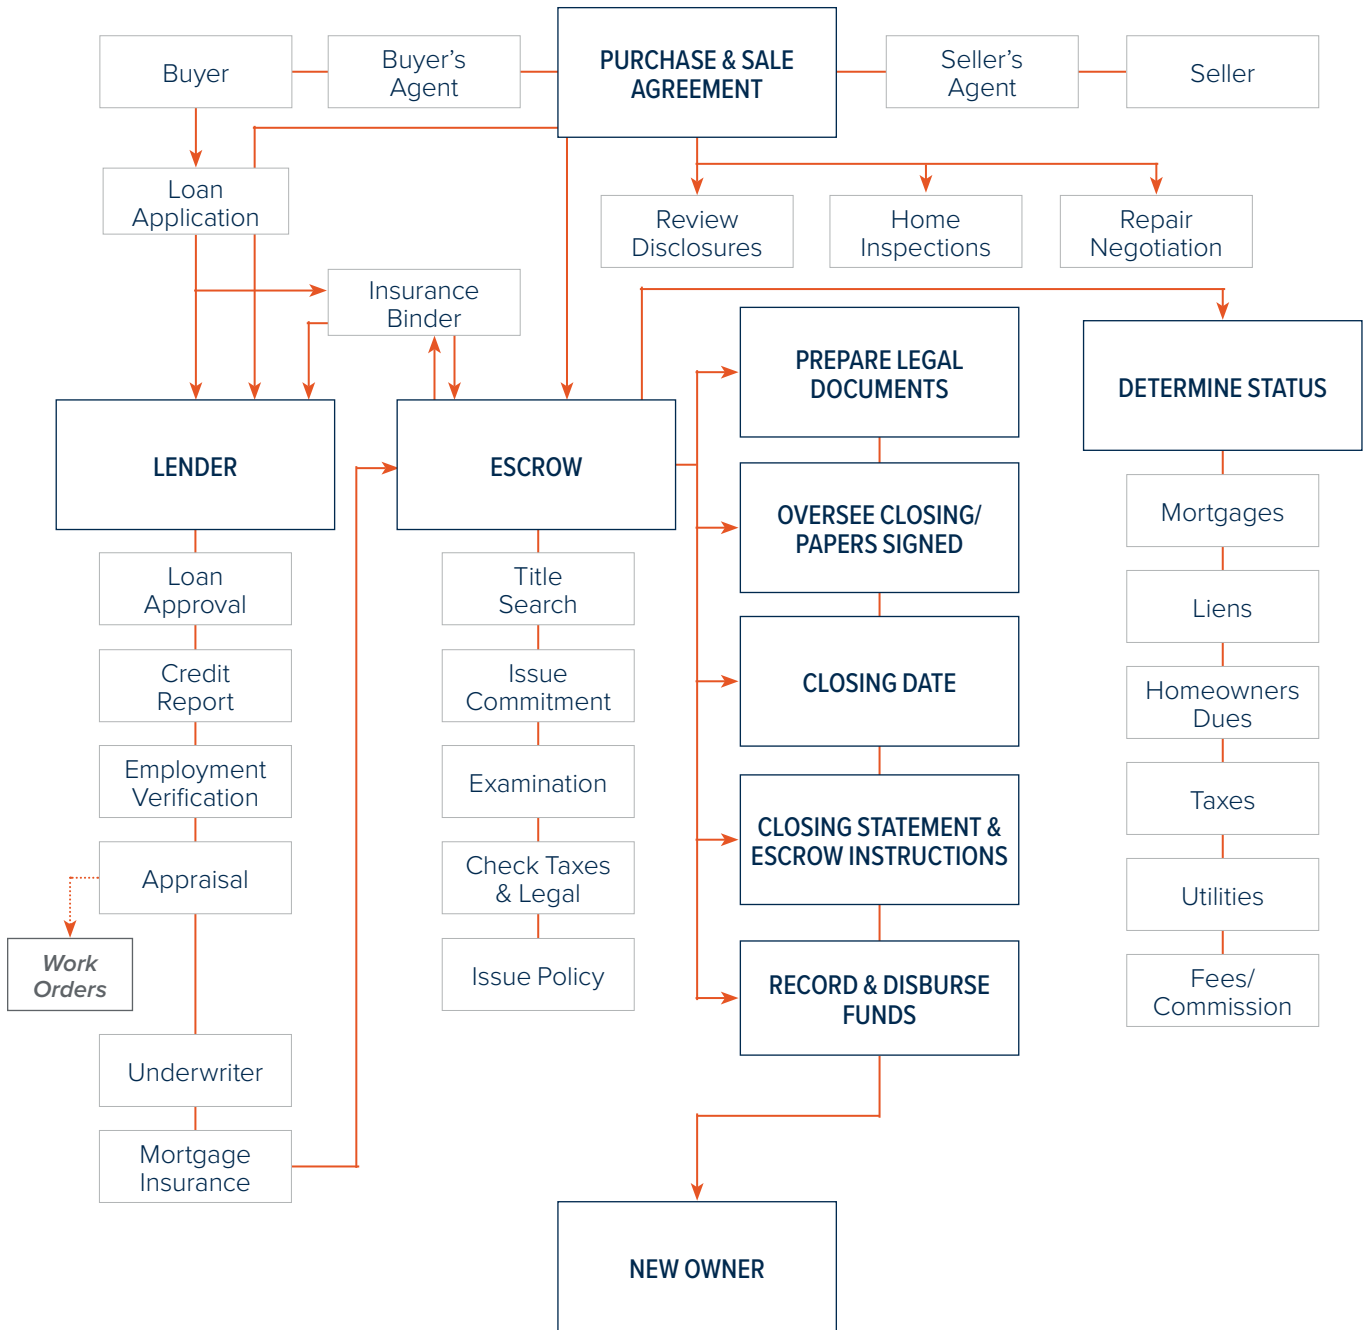 Buyer
Buyer’s
Agent
PURCHASE & SALE
AGREEMENT
Seller’s
Agent
Seller
Loan
Application
Review
Disclosures
Home
Inspections
Repair
Negotiation
Insurance
Binder
LENDER
ESCROW
PREPARE LEGAL
DOCUMENTS
DETERMINE STATUS
OVERSEE CLOSING/
PAPERS SIGNED
CLOSING DATE
CLOSING STATEMENT &
ESCROW INSTRUCTIONS
RECORD & DISBURSE
FUNDS
Loan
Approval
Credit
Report
Employment
Verification
Appraisal
Work
Orders
Underwriter
Mortgage
Insurance
Title
Search
Issue
Commitment
Examination
Check Taxes
& Legal
Issue Policy
Mortgages
Liens
Homeowners
Dues
Taxes
Utilities
Fees/
Commission
NEW OWNER